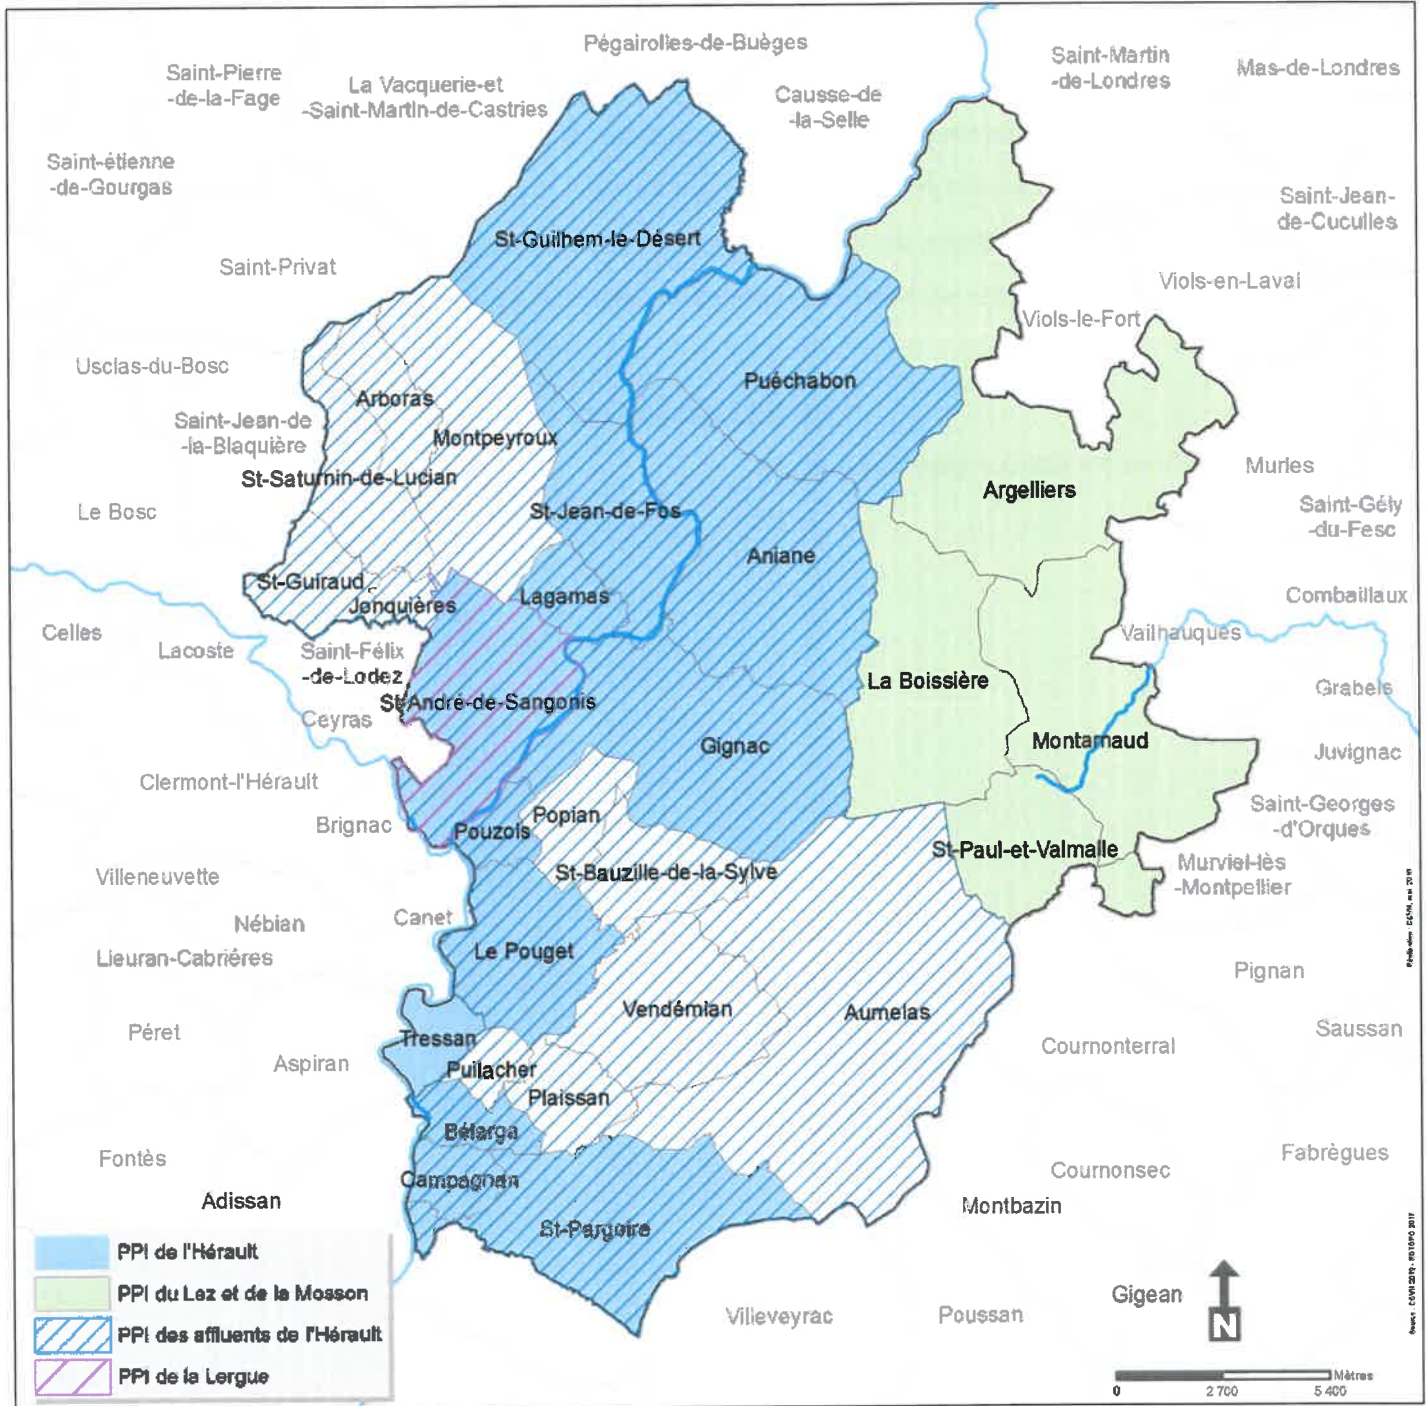 Pégairolles-de-Buèges
Saint-Martin
-de-Londres
Mas-de-Londres
Saint-Pierre
-de-la-Fage
La Vacquerie-et
-Saint-Martin-de-Castries
Causse-de
-la-Selle
Saint-étienne
-de-Gourgas
Saint-Jean-
de-Cuculles
St-Guilhem-le-Désert
Saint-Privat
Viols-en-Laval
Viols-le-Fort
Usclas-du-Bosc
Puéchabon
Arboras
Saint-Jean-de
-la-Blaquière
Montpeyroux
St-Saturnin-de-Lucian
Murles
Argelliers
Le Bosc
St-Jean-de-Fos
Saint-Gély
-du-Fesc
Aniane
St-Guiraud
Jonquières
Lagamas
Combaillaux
Celles
Lacoste
Saint-Félix
-de-Lodez
Vailhauquès
La Boissière
Grabels
St-André-de-Sangonis
Ceyras
Gignac
Montarnaud
Juvignac
Clermont-l'Hérault
Brignac
Popian
Pouzols
Saint-Georges
-d'Orques
St-Paul-et-Valmalle
St-Bauzille-de-la-Sylve
Murviel-lès
-Montpellier
Villeneuvette
Nébian
Canet
Lieuran-Cabrières
Le Pouget
Pignan
Vendémian
Aumelas
Péret
Tressan
Saussan
Cournonterral
Aspiran
Puilacher
Plaissan
Bélarga
Fontès
Fabrègues
Cournonsec
Campagnan
Adissan
Montbazin
St-Pargoire
PPI de l'Hérault
PPI du Lez et de la Mosson
PPI des affluents de l'Hérault
PPI de la Lergue
Villeveyrac
Poussan
Gigean
N
Mètres
0 2 700 5 400